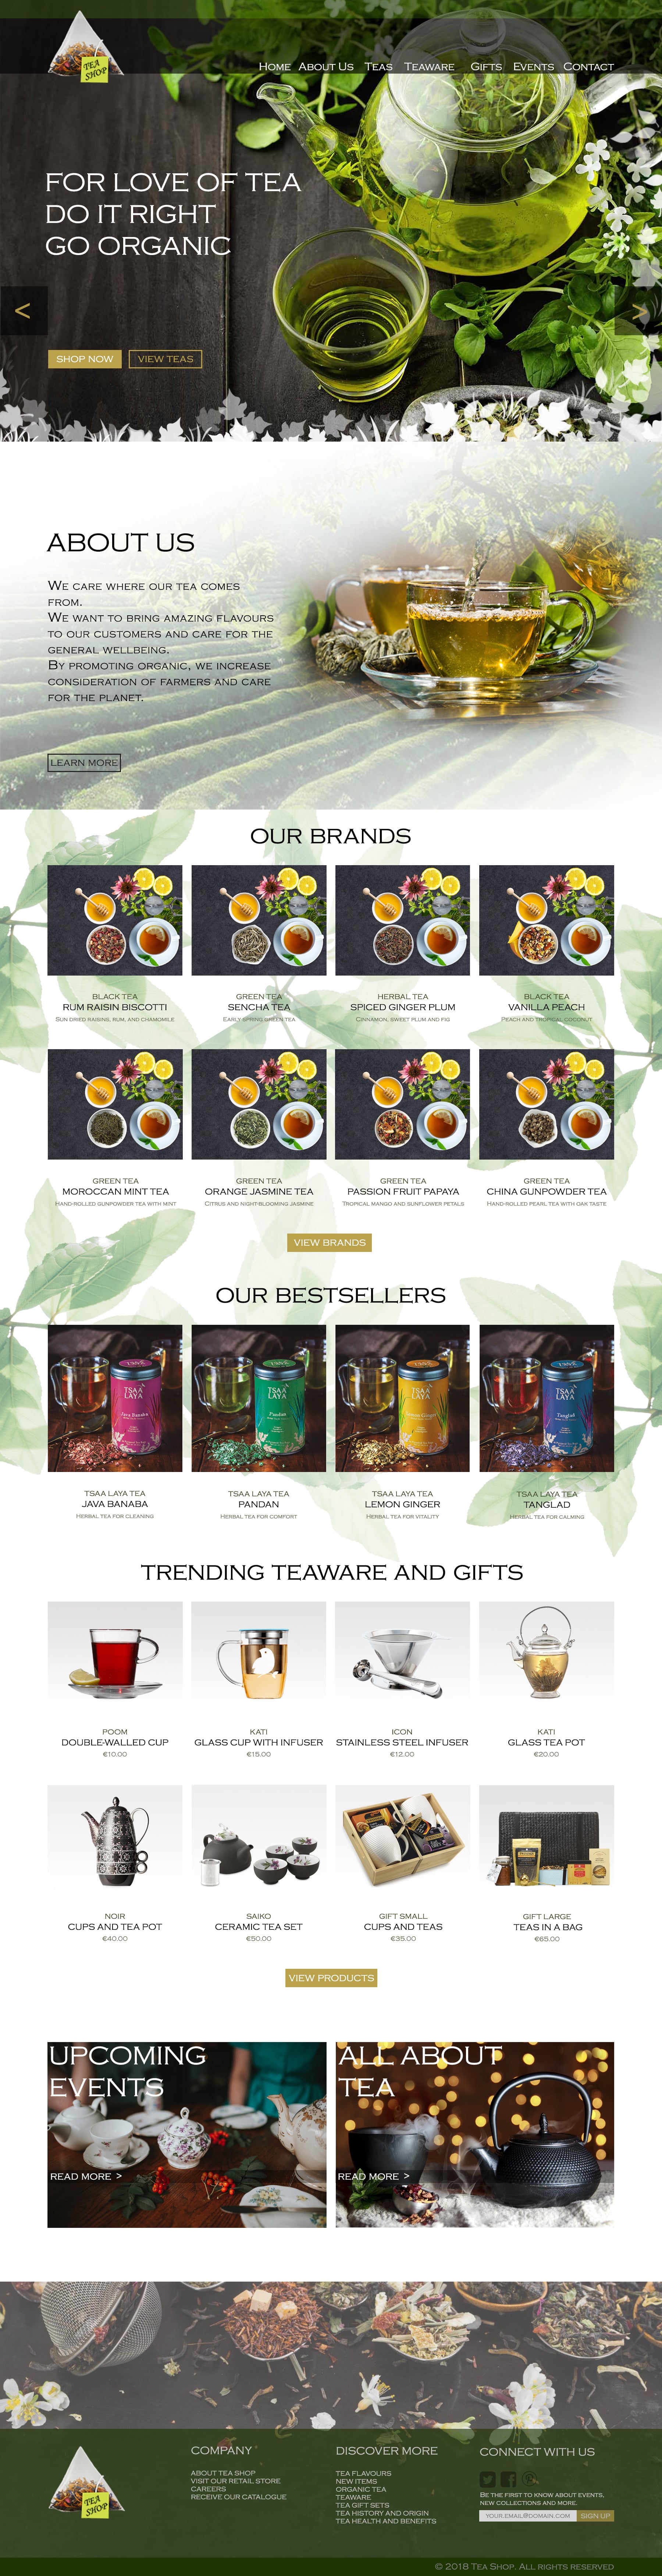 TEA
SHOP
Home About Us Teas Teaware Gifts Events Contact
FOR LOVE OF TEA
DO IT RIGHT
GO ORGANIC
< >
SHOP NOW VIEW TEAS
ABOUT US
We care where our tea comes
from.
We want to bring amazing flavours
to our customers and care for the
general wellbeing.
By promoting organic, we increase
consideration of farmers and care
for the planet.
LEARN MORE
OUR BRANDS
BLACK TEA GREEN TEA HERBAL TEA BLACK TEA
RUM RAISIN BISCOTTI SENCHA TEA SPICED GINGER PLUM VANILLA PEACH
Sun dried raisins, rum, and chamomile Early spring green tea Cinnamon, sweet plum and fig Peach and tropical coconut
GREEN TEA GREEN TEA GREEN TEA GREEN TEA
MOROCCAN MINT TEA ORANGE JASMINE TEA PASSION FRUIT PAPAYA CHINA GUNPOWDER TEA
Hand-rolled gunpowder tea with mint Citrus and night-blooming jasmine Tropical mango and sunflower petals Hand-rolled pearl tea with oak taste
VIEW BRANDS
OUR BESTSELLERS
TSAA TSAA TSAA TSAA
LAYA LAYA LAYA LAYA
Java Banaba Pandan Lemon Ginger Tanglad
TSAA LAYA TEA TSAA LAYA TEA TSAA LAYA TEA TSAA LAYA TEA
JAVA BANABA PANDAN LEMON GINGER TANGLAD
Herbal tea for cleaning Herbal tea for comfort Herbal tea for vitality Herbal tea for calming
TRENDING TEAWARE AND GIFTS
POOM KATI ICON KATI
DOUBLE-WALLED CUP GLASS CUP WITH INFUSER STAINLESS STEEL INFUSER GLASS TEA POT
€10.00 €15.00 €12.00 €20.00
NOIR SAIKO GIFT SMALL GIFT LARGE
CUPS AND TEA POT CERAMIC TEA SET CUPS AND TEAS TEAS IN A BAG
€40.00 €50.00 €35.00 €65.00
VIEW PRODUCTS
UPCOMING
EVENTS
READ MORE >
ALL ABOUT
TEA
READ MORE >
TEA
SHOP
COMPANY
ABOUT TEA SHOP
VISIT OUR RETAIL STORE
CAREERS
RECEIVE OUR CATALOGUE
DISCOVER MORE
TEA FLAVOURS
NEW ITEMS
ORGANIC TEA
TEAWARE
TEA GIFT SETS
TEA HISTORY AND ORIGIN
TEA HEALTH AND BENEFITS
CONNECT WITH US
Be the first to know about events,
new collections and more.
your.email@domain.com SIGN UP
© 2018 Tea Shop. All rights reserved